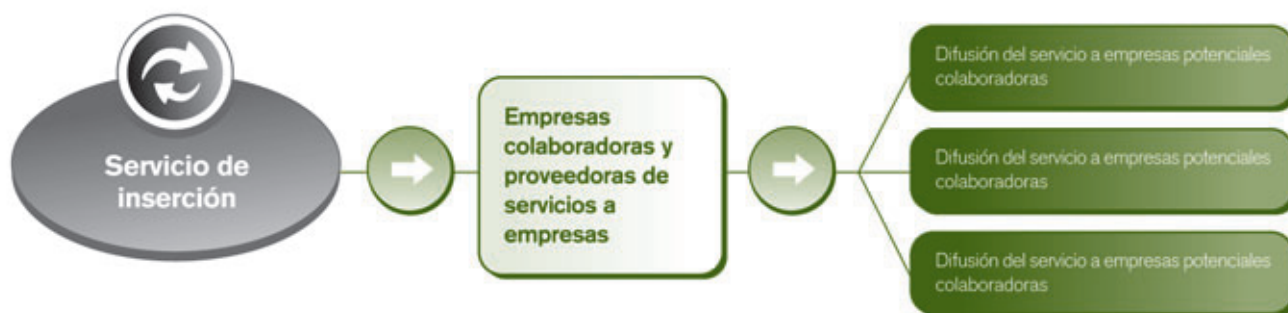 Servicio de
inserción
Empresas
colaboradoras y
proveedoras de
servicios a
empresas
Difusión del servicio a empresas potenciales
colaboradoras
Difusión del servicio a empresas potenciales
colaboradoras
Difusión del servicio a empresas potenciales
colaboradoras